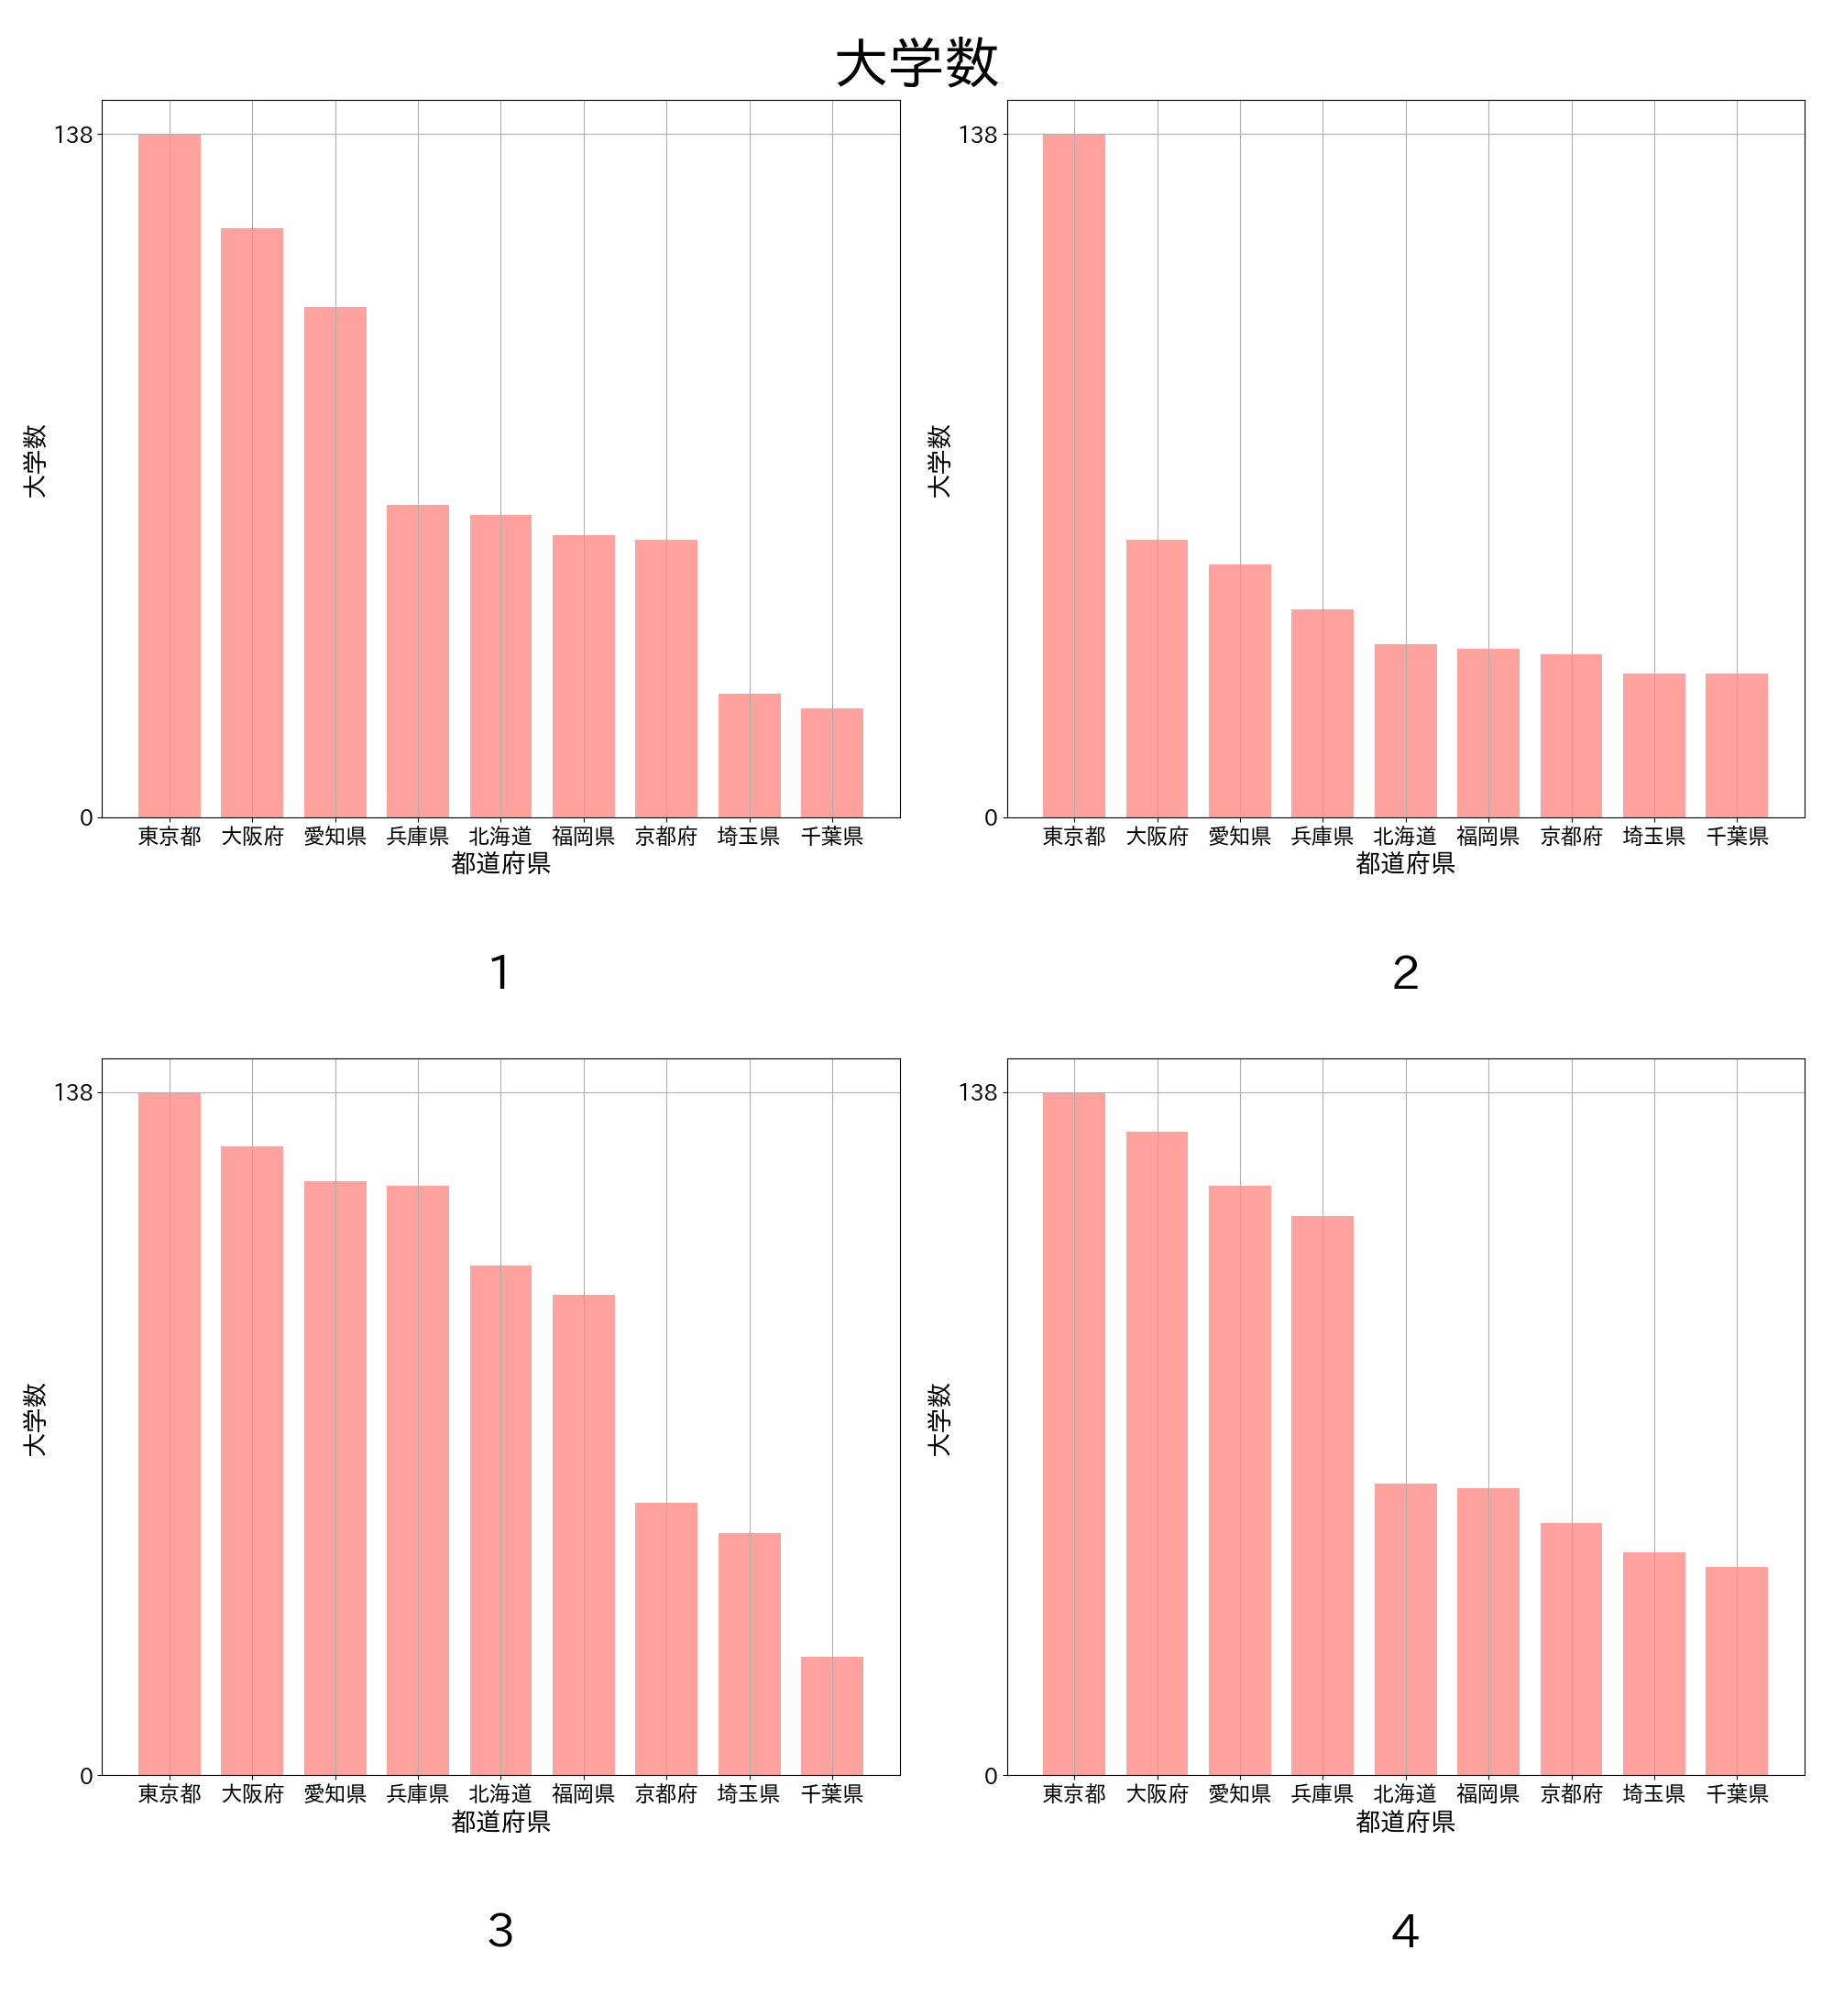 大学数
138
0
大学数
東京都 大阪府 愛知県 兵庫県 北海道 福岡県 京都府 埼玉県 千葉県
都道府県
1
138
0
大学数
東京都 大阪府 愛知県 兵庫県 北海道 福岡県 京都府 埼玉県 千葉県
都道府県
2
138
0
大学数
東京都 大阪府 愛知県 兵庫県 北海道 福岡県 京都府 埼玉県 千葉県
都道府県
3
138
0
大学数
東京都 大阪府 愛知県 兵庫県 北海道 福岡県 京都府 埼玉県 千葉県
都道府県
4